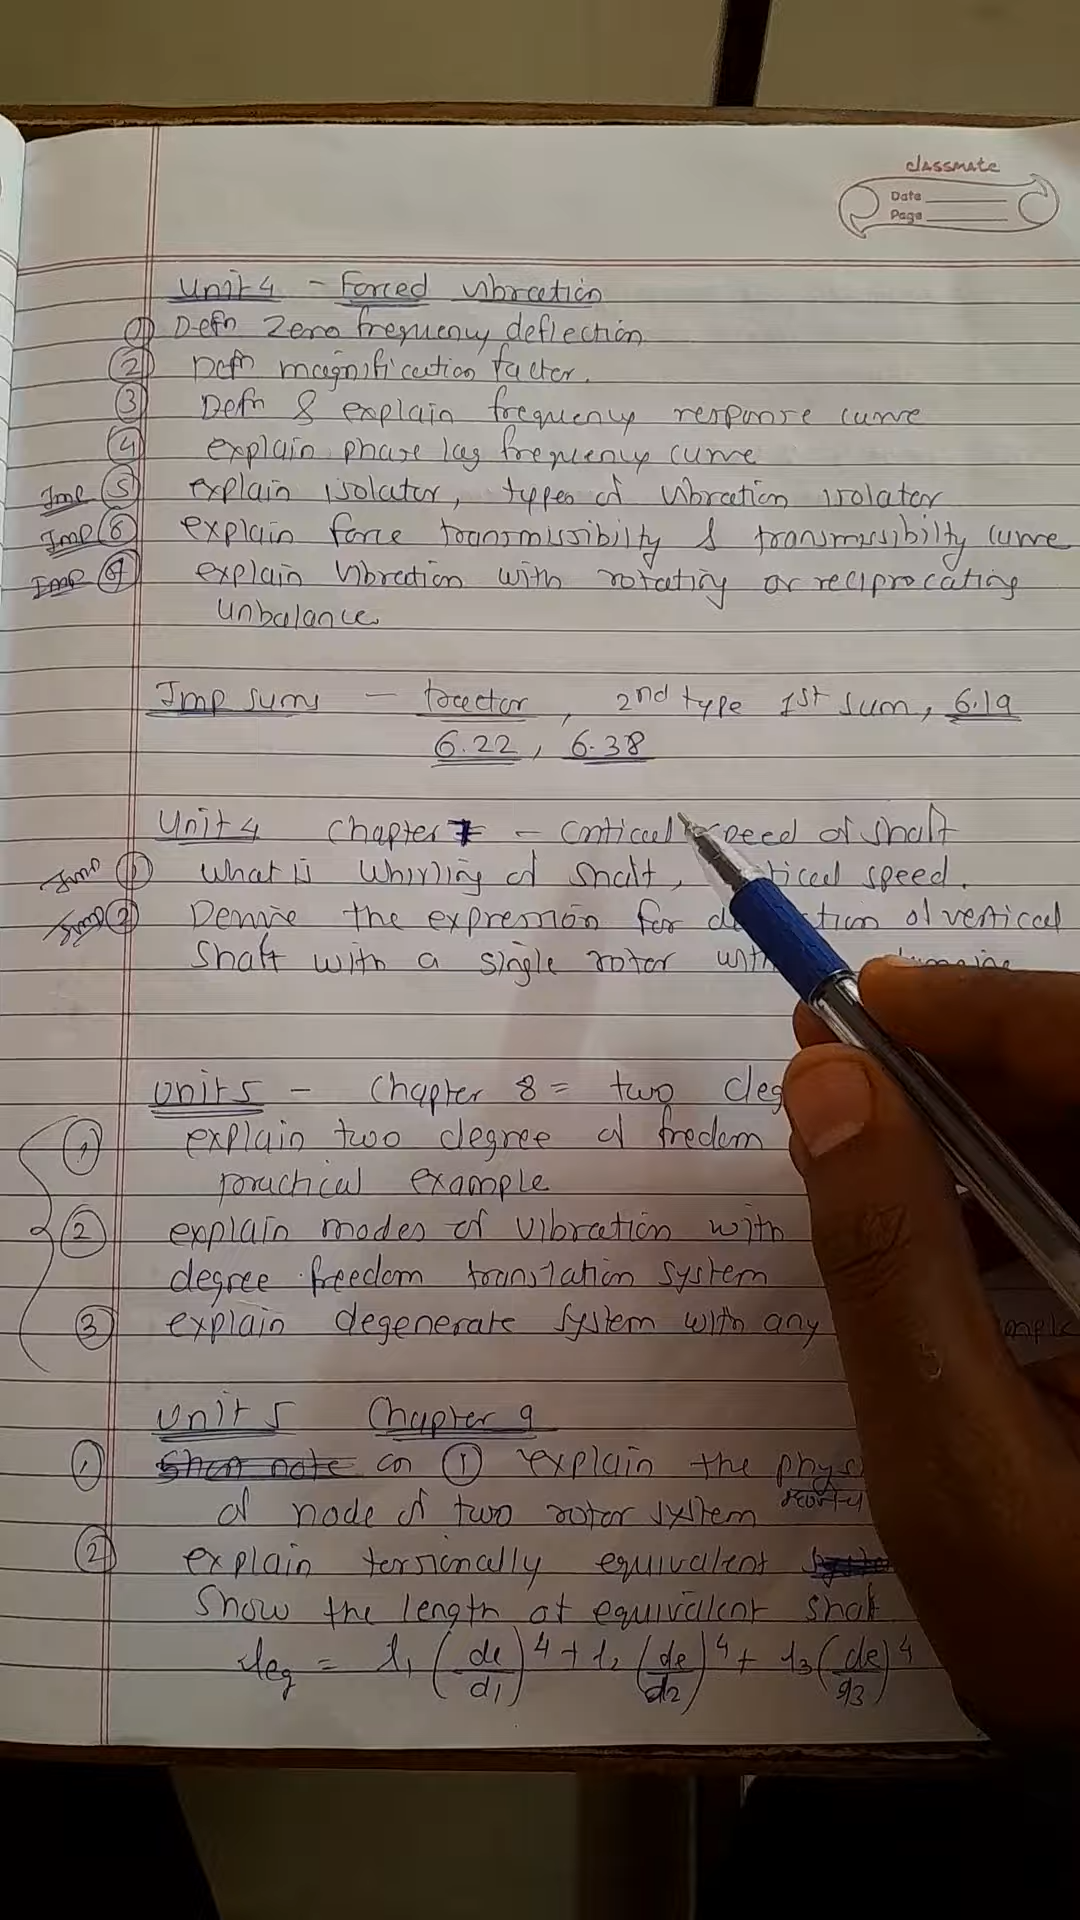 classmate
Date
Page
Unit 4 - Forced vibration
① Defn Zero frequency deflection
② Defn magnification factor.
③ Defn & explain frequency response curve
④ explain phase lag frequency curve
Imp ⑤ explain isolator, types of vibration isolator
Imp ⑥ explain force transmissibilty & transmissibilty curve
Imp ⑦ explain vibration with rotating or reciprocating
unbalance
Imp sums - tractor, 2nd type 1st sum, 6.19
6.22, 6.38
Unit 4 Chapter 7 - Critical speed of shaft
Imp ① What is Whirling of shaft, speed.
Imp ② Derive the expression for of vertical
Shaft with a single rotor
Unit 5 - Chapter 8 = two deg
① explain two degree of fredom
practical example
② explain modes of vibration with
degree freedom translation system
③ explain degenerate system with any
Unit 5 Chapter 9
① Short note on ① explain the
of node of two rotor system
② explain torsionally equivalent
Show the length of equivalent shaft
leq = l₁ (de/d₁)⁴ + l₂ (de/d₂)⁴ + l₃ (de/d₃)⁴